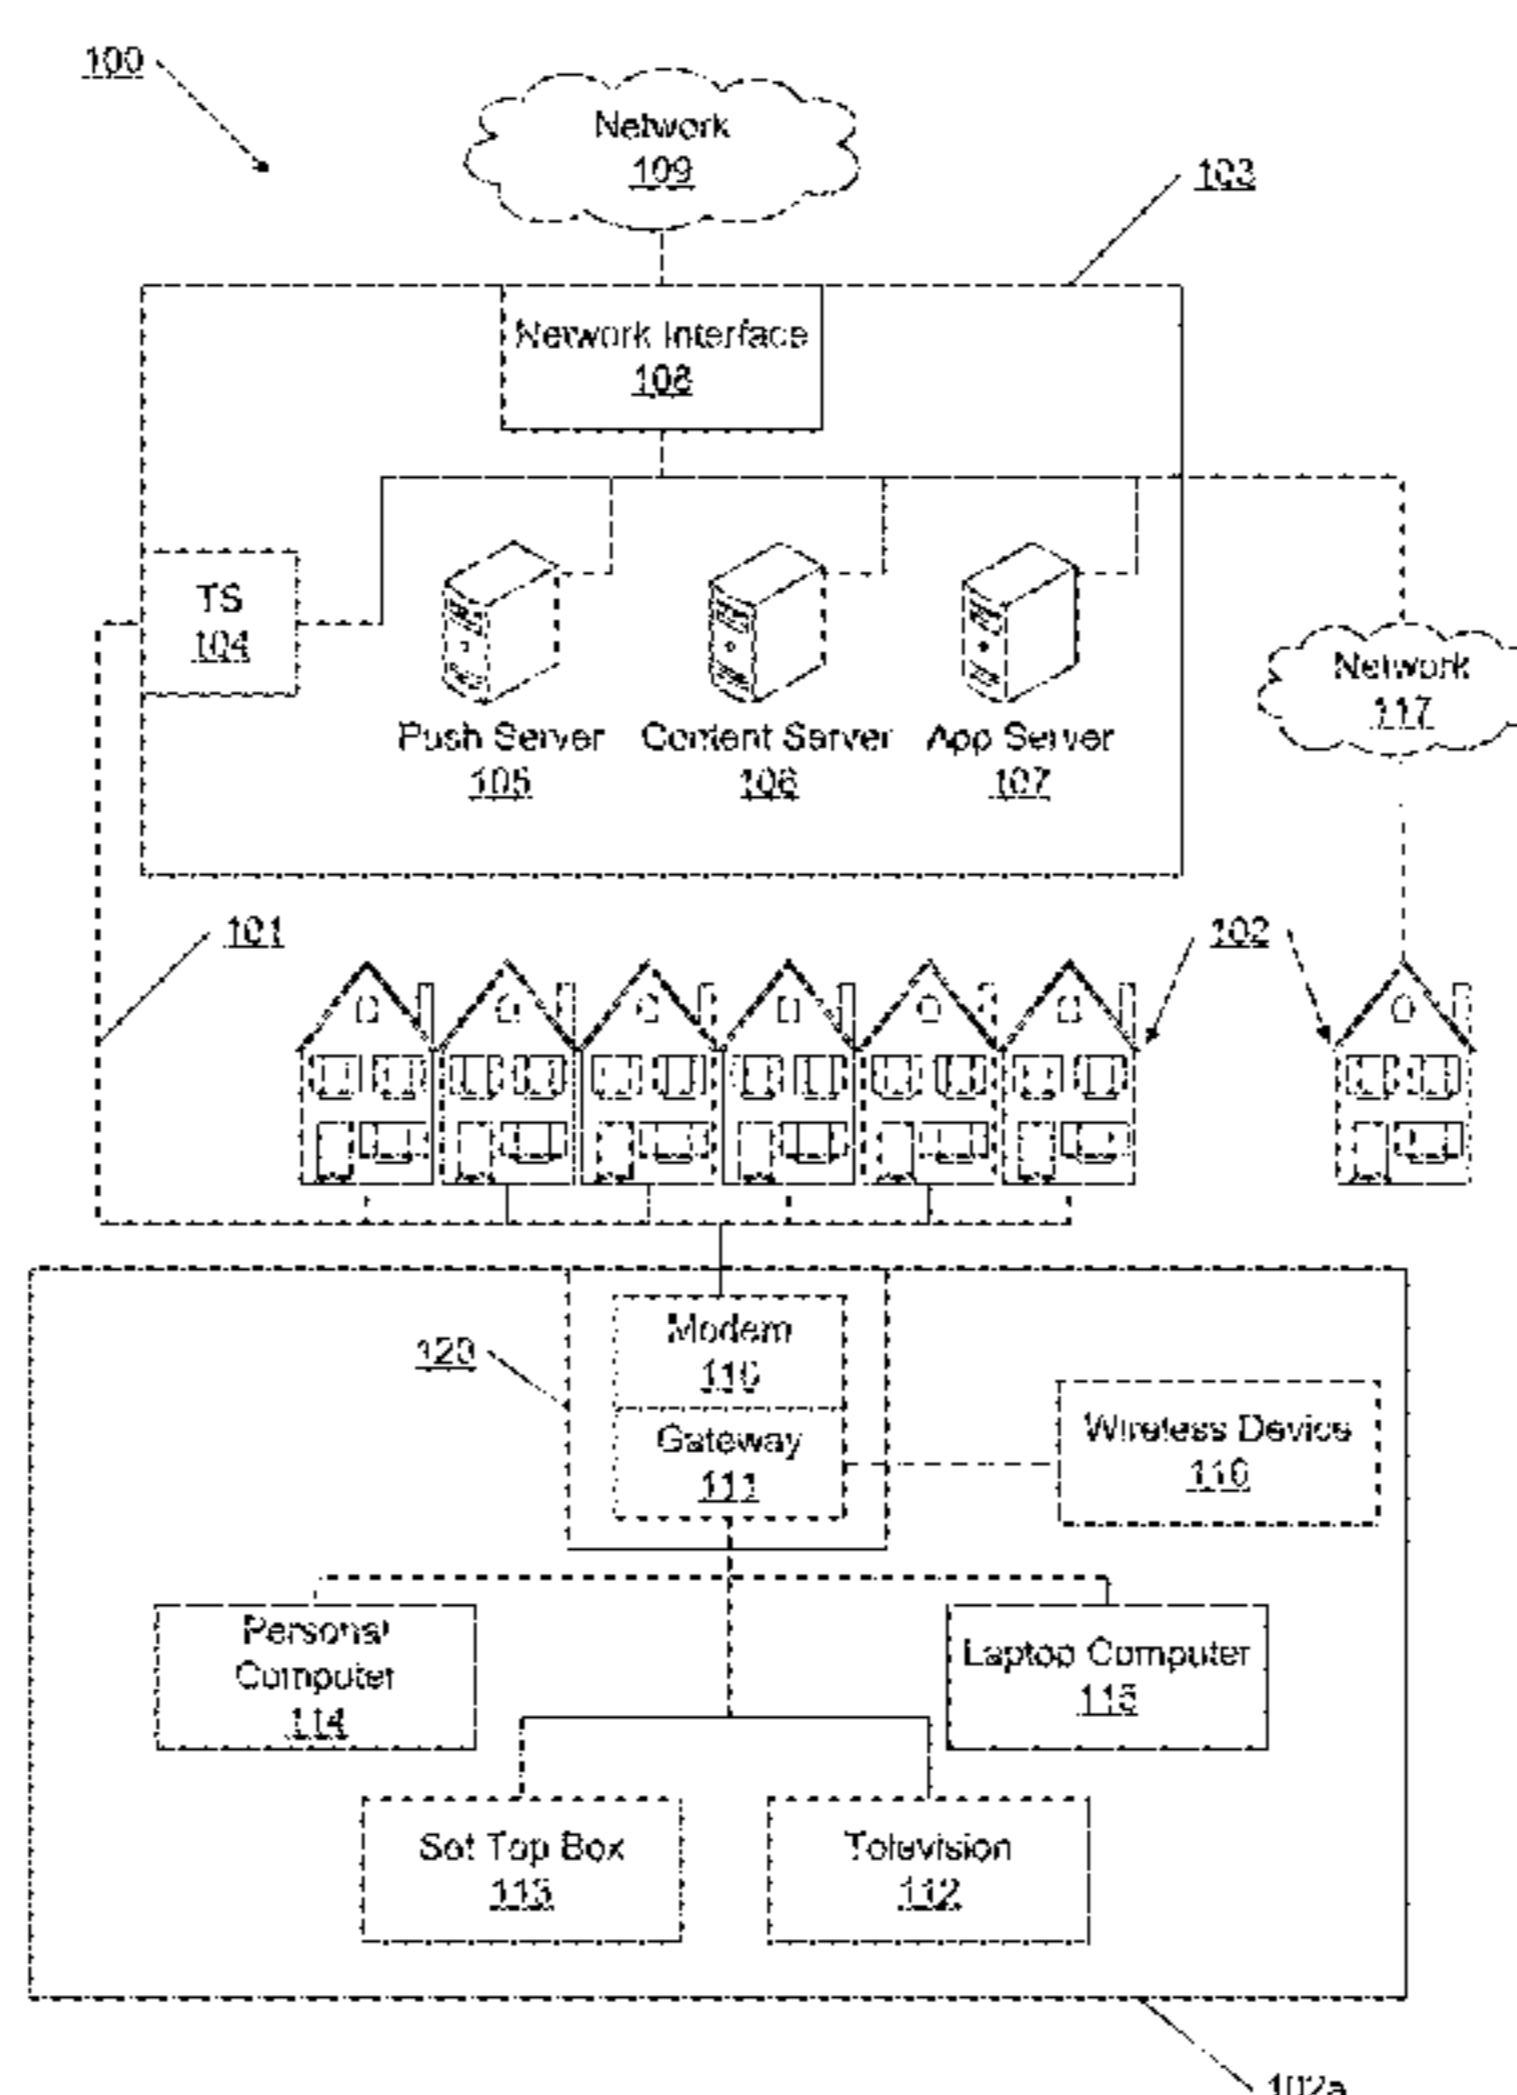 100
Network
109
103
Network Interface
108
TS
104
Push Server
105
Content Server
106
App Server
107
Network
117
101
102
Modem
110
120
Gateway
111
Wireless Device
116
Personal
Computer
114
Laptop Computer
115
Set Top Box
113
Television
112
102a